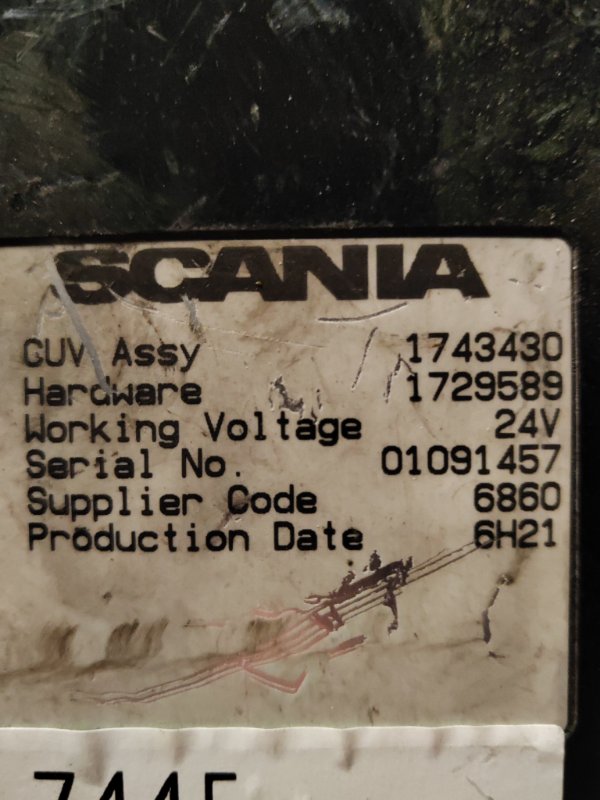 SCANIA
CUV Assy 1743430
Hardware 1729589
Working Voltage 24V
Serial No. 01091457
Supplier Code 6860
Production Date 6H21